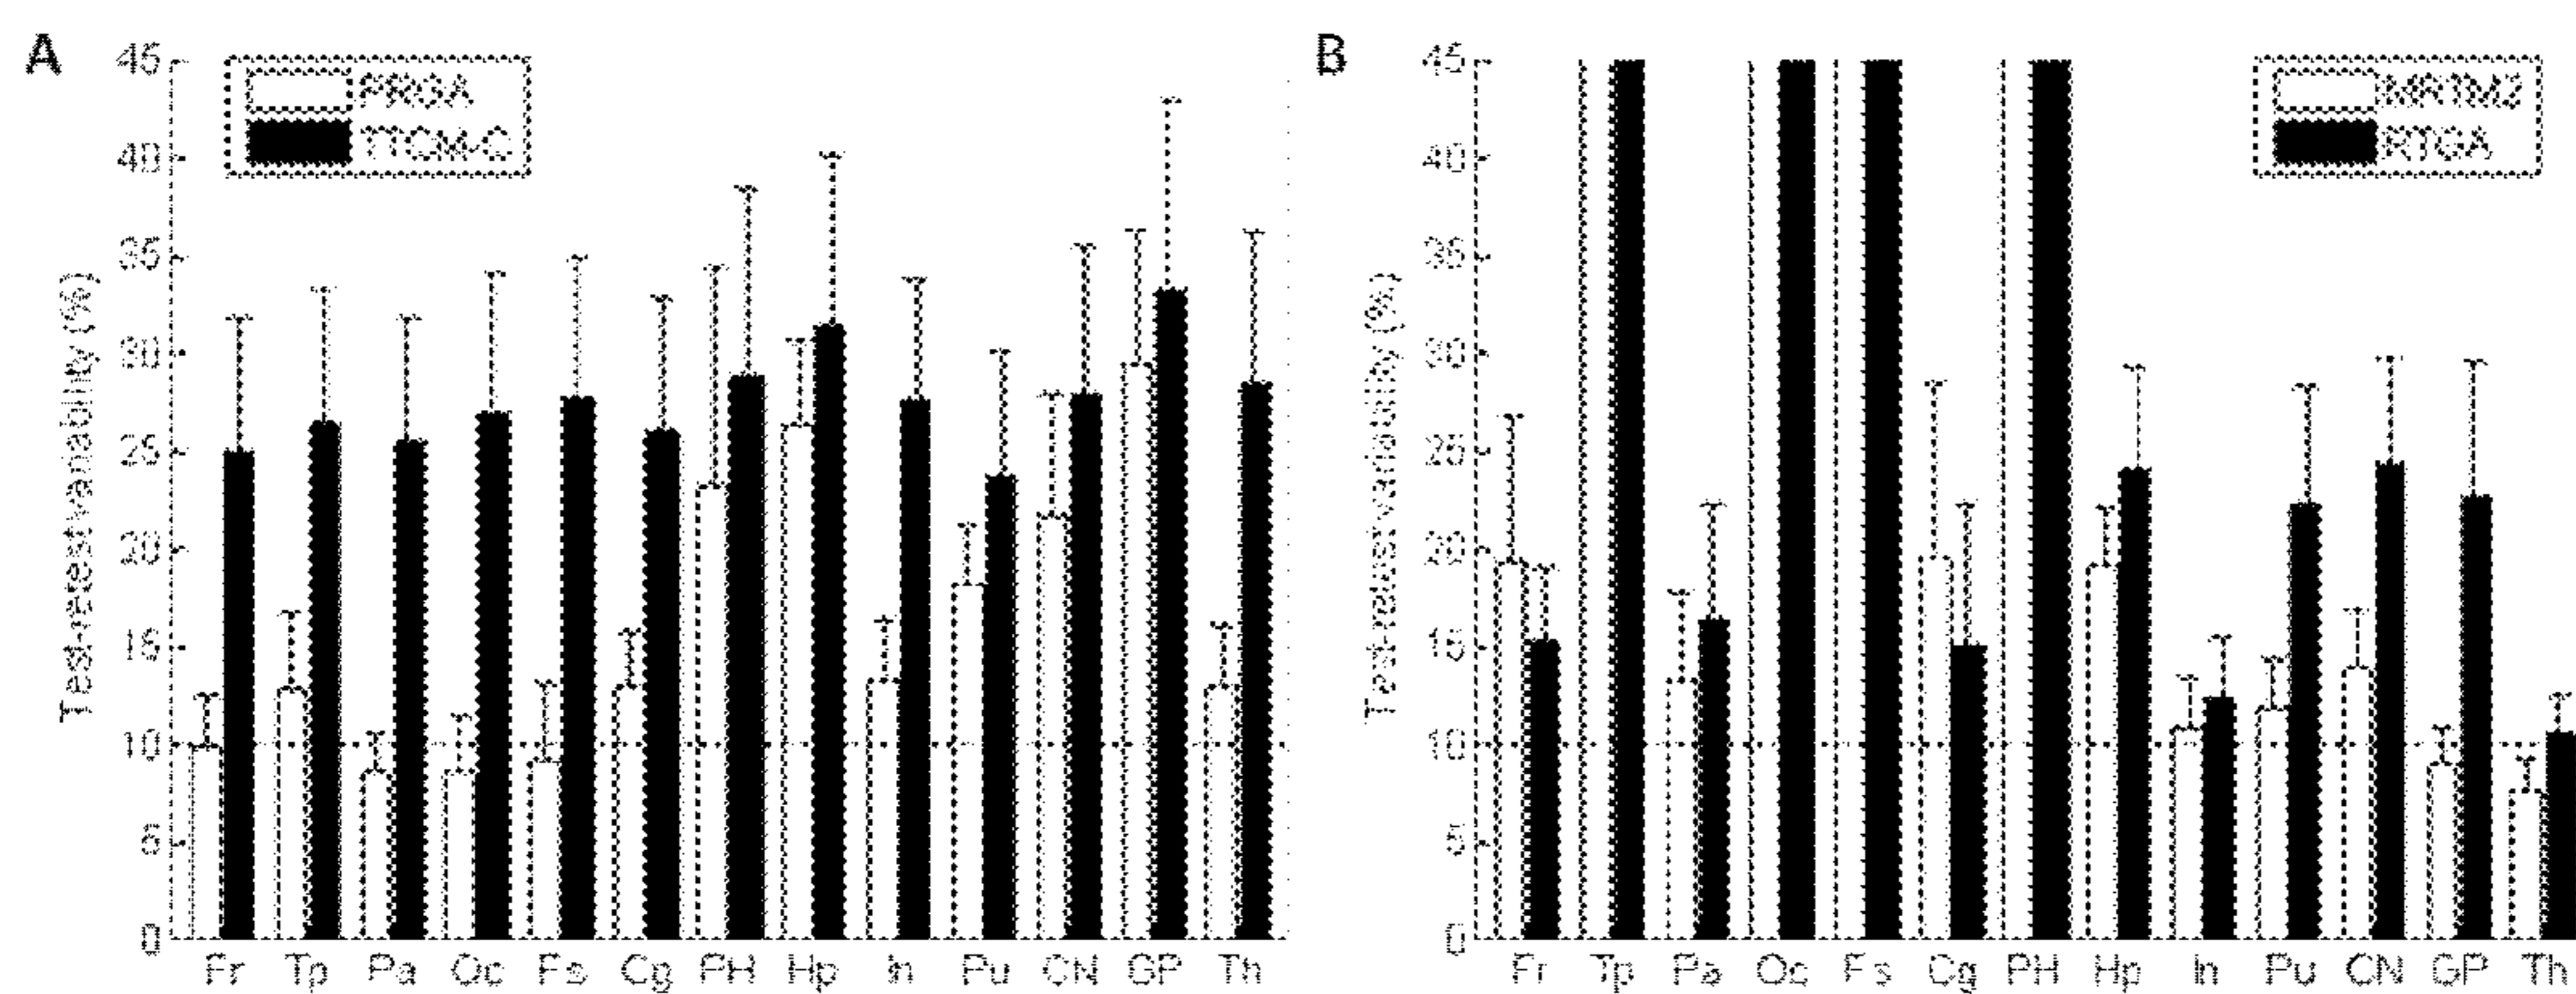 A
B
45
40
35
30
25
20
15
10
5
0
Test-retest variability (%)
PRGA
TTCM-C
Fr Tp Pa Oc Fs Cg PH Hp In Pu CN GP Th
45
40
35
30
25
20
15
10
5
0
Test-retest variability (%)
MRTM2
RTGA
Fr Tp Pa Oc Fs Cg PH Hp In Pu CN GP Th